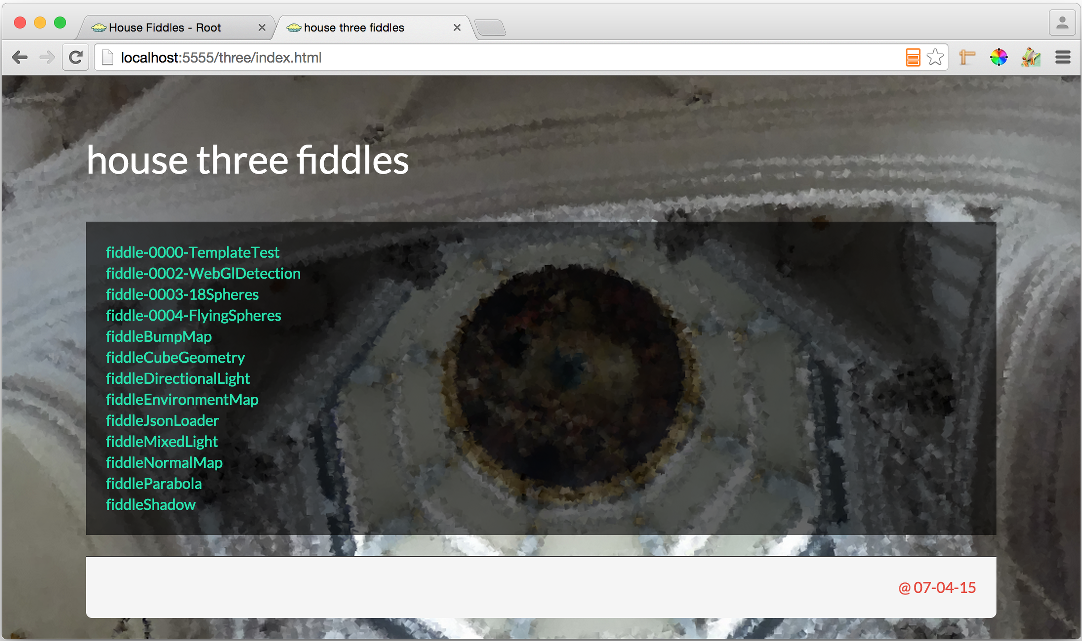 House Fiddles - Root
house three fiddles
localhost:5555/three/index.html
house three fiddles
fiddle-0000-TemplateTest
fiddle-0002-WebGlDetection
fiddle-0003-18Spheres
fiddle-0004-FlyingSpheres
fiddleBumpMap
fiddleCubeGeometry
fiddleDirectionalLight
fiddleEnvironmentMap
fiddleJsonLoader
fiddleMixedLight
fiddleNormalMap
fiddleParabola
fiddleShadow
@ 07-04-15